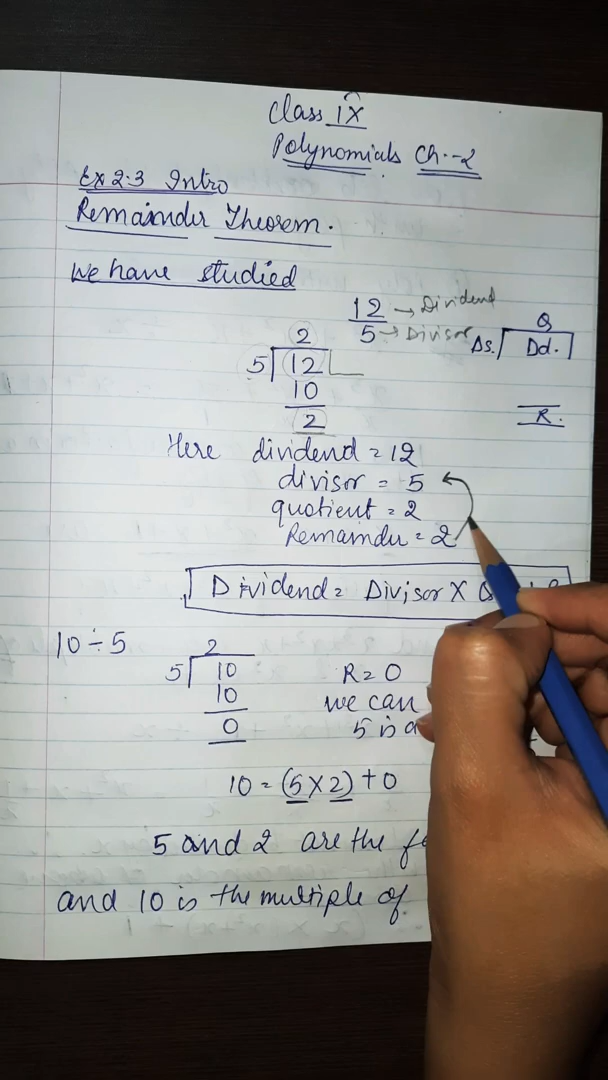 Class IX
Polynomials Ch.-2
Ex 2.3 Intro
Remainder Theorem.
We have studied
12 → Dividend
5 → Divisor
Q
Ds. Dd.
R.
2
5 12
10
2
Here dividend = 12
divisor = 5
quotient = 2
Remainder = 2
Dividend = Divisor X Q
10 ÷ 5
2
5 10
10
0
R = 0
we can
5 is a
10 = (5 X 2) + 0
5 and 2 are the
and 10 is the multiple of